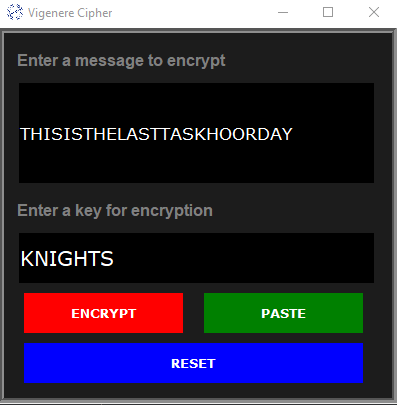 Vigenere Cipher
Enter a message to encrypt
THISISTHELASTTASKHOORDAY
Enter a key for encryption
KNIGHTS
ENCRYPT PASTE
RESET